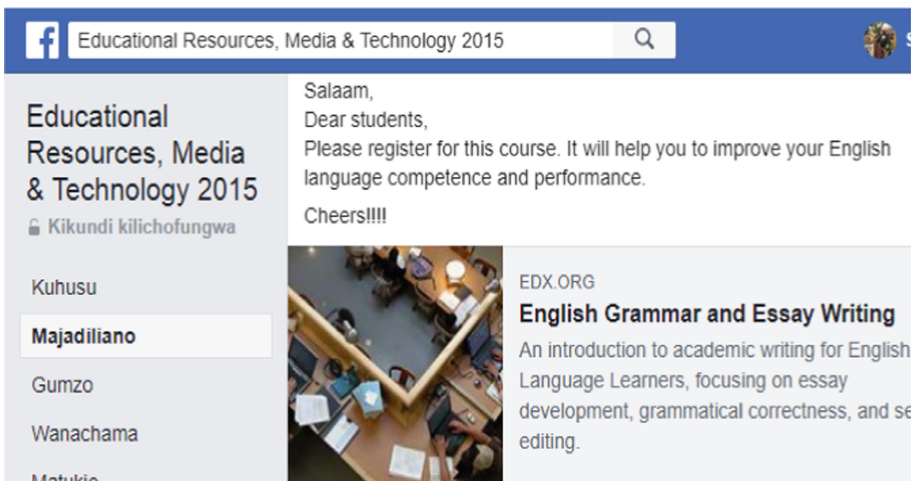 Educational Resources, Media & Technology 2015
Educational
Resources, Media
& Technology 2015
Kikundi kilichofungwa
Kuhusu
Majadiliano
Gumzo
Wanachama
Matukio
Salaam,
Dear students,
Please register for this course. It will help you to improve your English
language competence and performance.
Cheers!!!!
EDX.ORG
English Grammar and Essay Writing
An introduction to academic writing for English
Language Learners, focusing on essay
development, grammatical correctness, and se
editing.